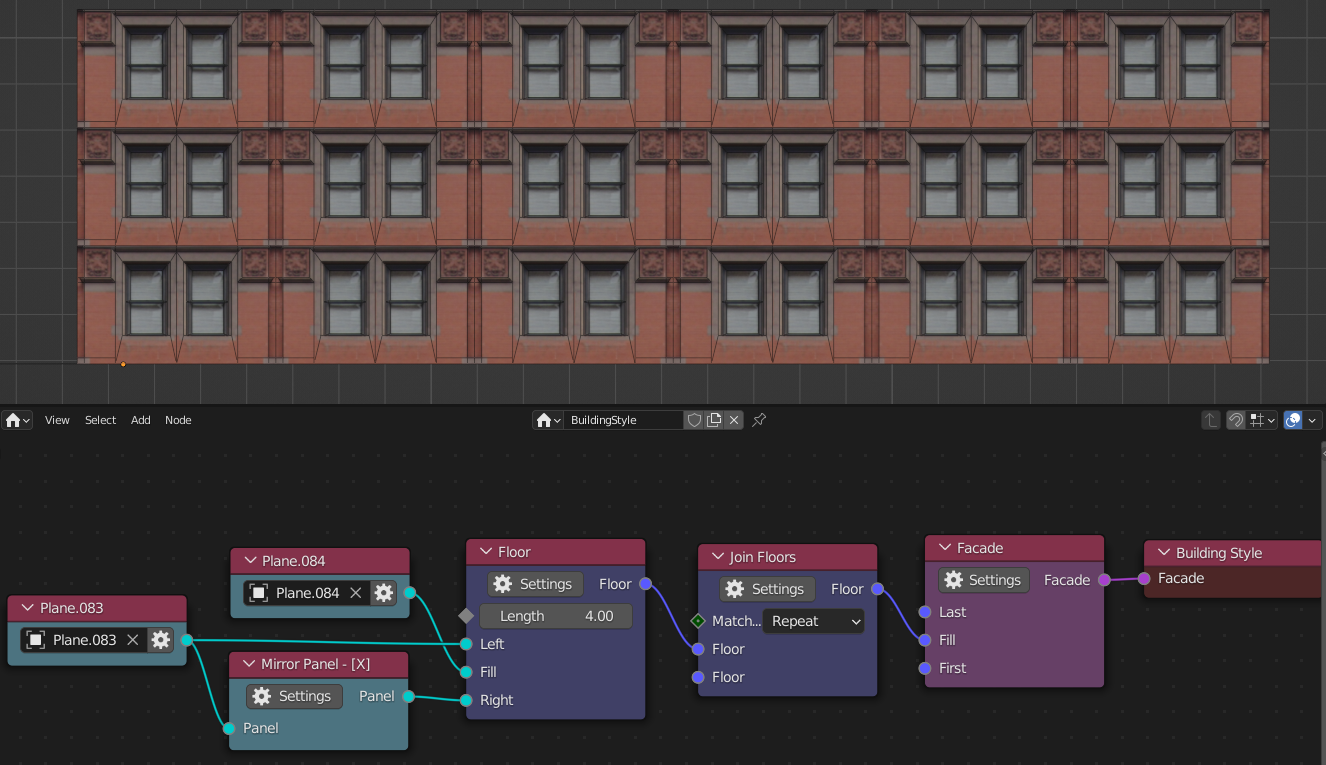 View Select Add Node
BuildingStyle
Plane.083
Plane.083
Plane.084
Plane.084
Mirror Panel - [X]
Settings Panel
Panel
Floor
Settings Floor
Length 4.00
Left
Fill
Right
Join Floors
Settings Floor
Match... Repeat
Floor
Floor
Facade
Settings Facade
Last
Fill
First
Building Style
Facade